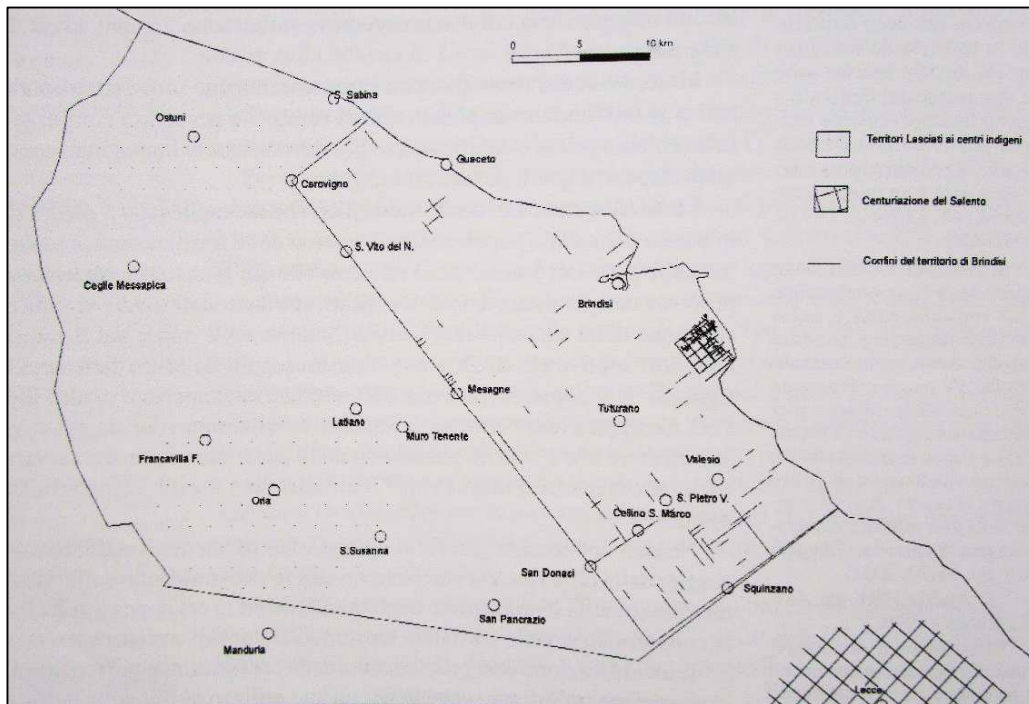 0 5 10 km
S. Sabina
Ostuni
Guaceto
Carovigno
S. Vito dei N.
Ceglie Messapica
Brindisi
Mesagne
Latiano
Muro Tenente
Tuturano
Francavilla F.
Valesio
Oria
S. Pietro V.
Cellino S. Marco
S.Susanna
San Donaci
Squinzano
San Pancrazio
Manduria
Lecce
Territori Lasciati ai centri indigeni
Centuriazione del Salento
Confini del territorio di Brindisi